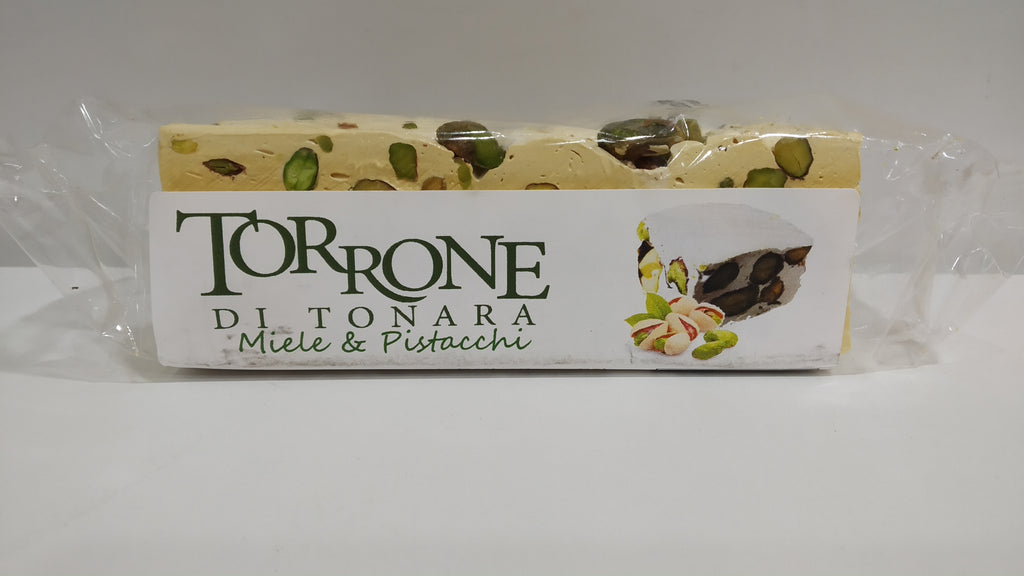 TORRONE
DI TONARA
Miele & Pistacchi